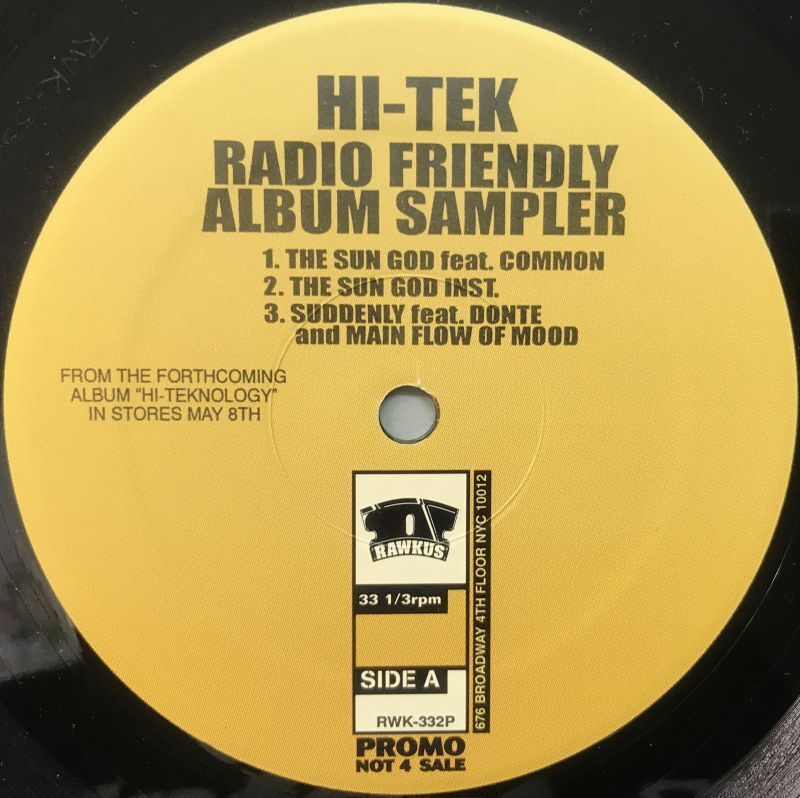 HI-TEK
RADIO FRIENDLY
ALBUM SAMPLER
1. THE SUN GOD feat. COMMON
2. THE SUN GOD INST.
3. SUDDENLY feat. DONTE
and MAIN FLOW OF MOOD
FROM THE FORTHCOMING
ALBUM "HI-TEKNOLOGY"
IN STORES MAY 8TH
RAWKUS
33 1/3rpm
SIDE A
RWK-332P
676 BROADWAY 4TH FLOOR NYC 10012
PROMO
NOT 4 SALE